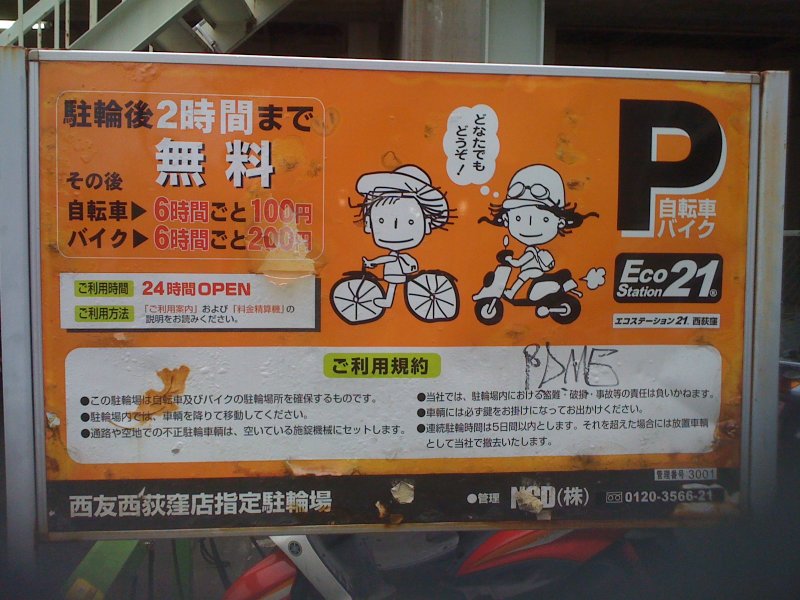 駐輪後2時間まで
無料
その後
自転車▶6時間ごと100円
バイク▶6時間ごと200円
ご利用時間 24時間OPEN
ご利用方法 「ご利用案内」および「料金精算機」の
説明をお読みください。
どなたでも
どうぞ!
P
自転車
バイク
Eco
Station 21®
エコステーション21 西荻窪
ご利用規約
●この駐輪場は自転車及びバイクの駐輪場所を確保するものです。
●駐輪場内では、車輌を降りて移動してください。
●通路や空地での不正駐輪車輌は、空いている施錠機械にセットします。
●当社では、駐輪場内における盗難・破損・事故等の責任は負いかねます。
●車輌には必ず鍵をお掛けになってお出かけください。
●連続駐輪時間は5日間以内とします。それを超えた場合には放置車輌
として当社で撤去いたします。
管理番号 3001
西友西荻窪店指定駐輪場
●管理 NCD(株) 0120-3566-21